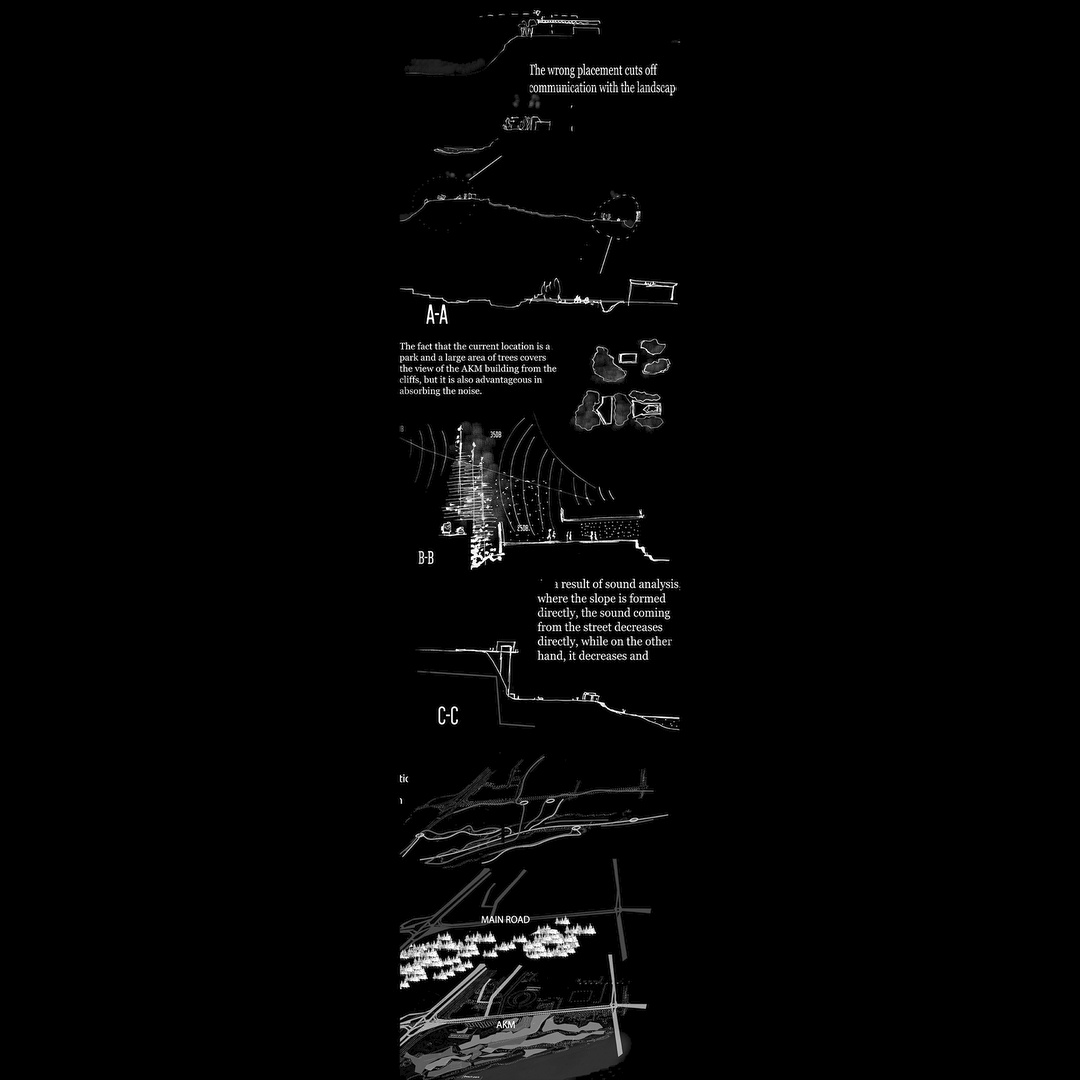 The wrong placement cuts off
communication with the landscap
A-A
The fact that the current location is a
park and a large area of trees covers
the view of the AKM building from the
cliffs, but it is also advantageous in
absorbing the noise.
35DB
25DB
B-B
a result of sound analysis,
where the slope is formed
directly, the sound coming
from the street decreases
directly, while on the other
hand, it decreases and
C-C
MAIN ROAD
AKM